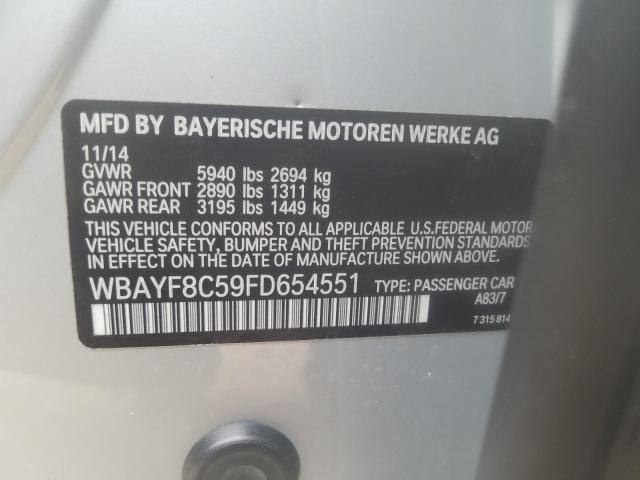 MFD BY BAYERISCHE MOTOREN WERKE AG
11/14
GVWR 5940 lbs 2694 kg
GAWR FRONT 2890 lbs 1311 kg
GAWR REAR 3195 lbs 1449 kg
THIS VEHICLE CONFORMS TO ALL APPLICABLE U.S.FEDERAL MOTOR
VEHICLE SAFETY, BUMPER AND THEFT PREVENTION STANDARDS
IN EFFECT ON THE DATE OF MANUFACTURE SHOWN ABOVE.
WBAYF8C59FD654551 TYPE: PASSENGER CAR
A83/7
7 315 814